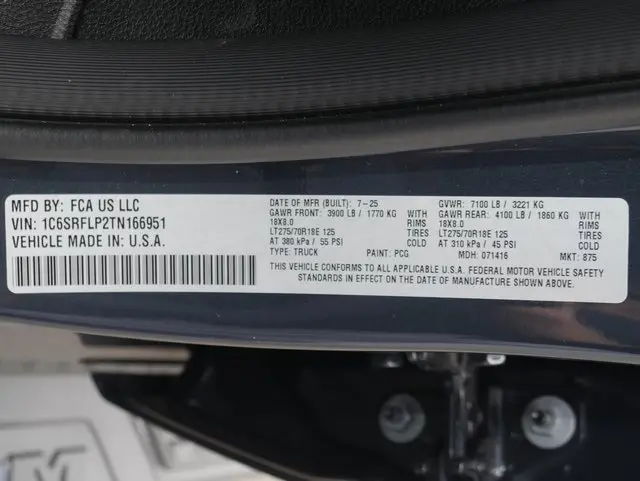 MFD BY: FCA US LLC
VIN: 1C6SRFLP2TN166951
VEHICLE MADE IN U.S.A.
DATE OF MFR (BUILT): 7-25 GVWR: 7100 LB / 3221 KG
GAWR FRONT: 3900 LB / 1770 KG WITH GAWR REAR: 4100 LB / 1860 KG WITH
18X8.0 RIMS 18X8.0 RIMS
LT275/70R18E 125 TIRES LT275/70R18E 125 TIRES
AT 380 kPa / 55 PSI COLD AT 310 kPa / 45 PSI COLD
TYPE: TRUCK PAINT: PCG MDH: 071416 MKT: 875
THIS VEHICLE CONFORMS TO ALL APPLICABLE U.S.A. FEDERAL MOTOR VEHICLE SAFETY
STANDARDS IN EFFECT ON THE DATE OF MANUFACTURE SHOWN ABOVE.